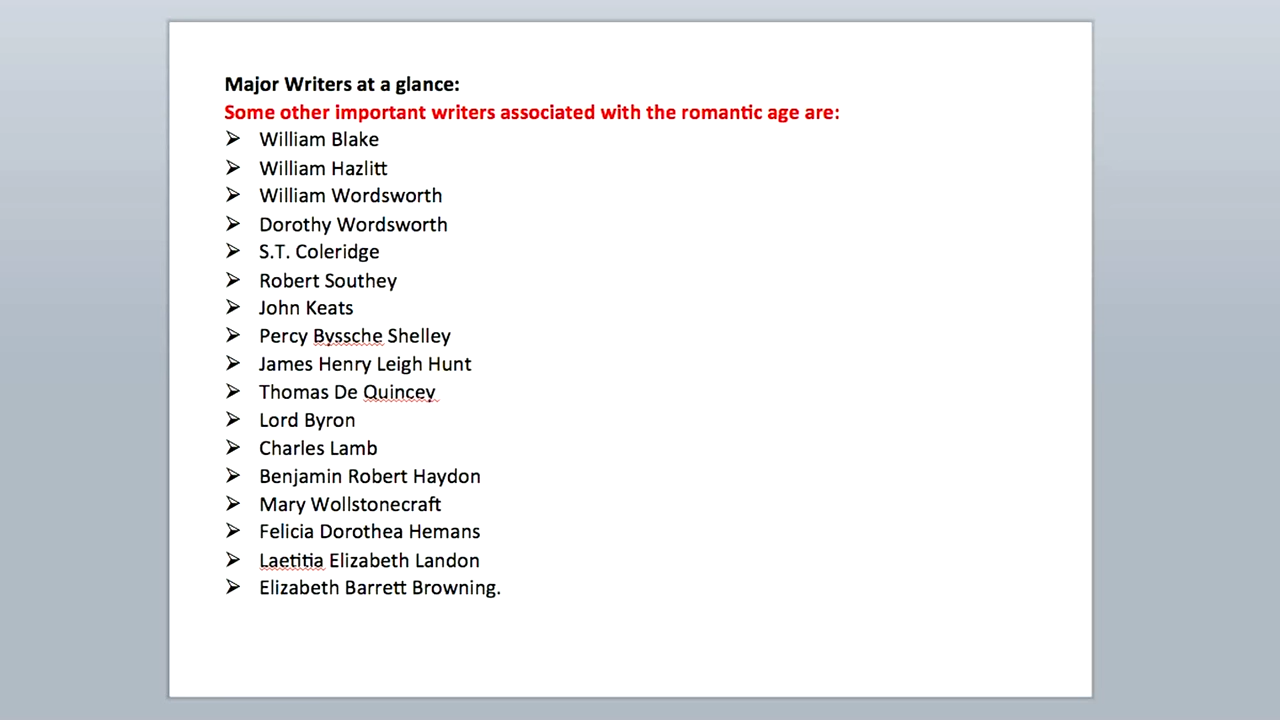 Major Writers at a glance:
Some other important writers associated with the romantic age are:
➢ William Blake
➢ William Hazlitt
➢ William Wordsworth
➢ Dorothy Wordsworth
➢ S.T. Coleridge
➢ Robert Southey
➢ John Keats
➢ Percy Byssche Shelley
➢ James Henry Leigh Hunt
➢ Thomas De Quincey
➢ Lord Byron
➢ Charles Lamb
➢ Benjamin Robert Haydon
➢ Mary Wollstonecraft
➢ Felicia Dorothea Hemans
➢ Laetitia Elizabeth Landon
➢ Elizabeth Barrett Browning.